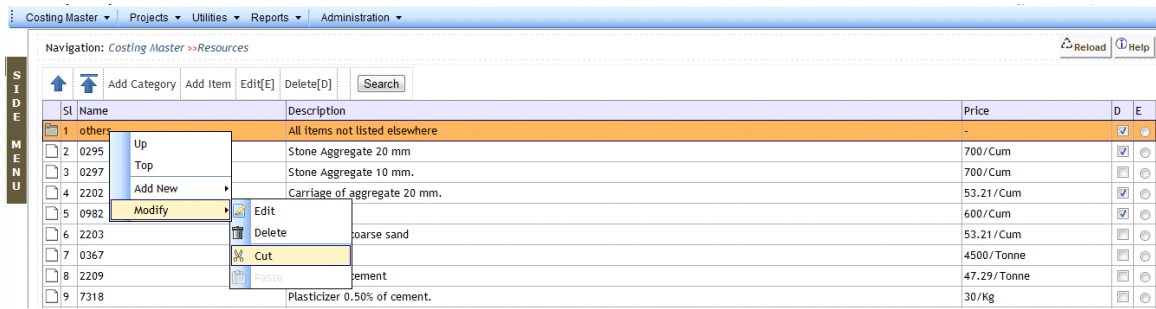 Costing Master Projects Utilities Reports Administration
Navigation: Costing Master >>Resources Reload Help
SIDE MENU
Add Category Add Item Edit[E] Delete[D] Search
Sl Name Description Price D E
1 others All items not listed elsewhere -
2 0295 Stone Aggregate 20 mm 700/Cum
3 0297 Stone Aggregate 10 mm. 700/Cum
4 2202 Carriage of aggregate 20 mm. 53.21/Cum
5 0982 600/Cum
6 2203 coarse sand 53.21/Cum
7 0367 4500/Tonne
8 2209 cement 47.29/Tonne
9 7318 Plasticizer 0.50% of cement. 30/Kg
Up
Top
Add New
Modify
Edit
Delete
Cut
Paste